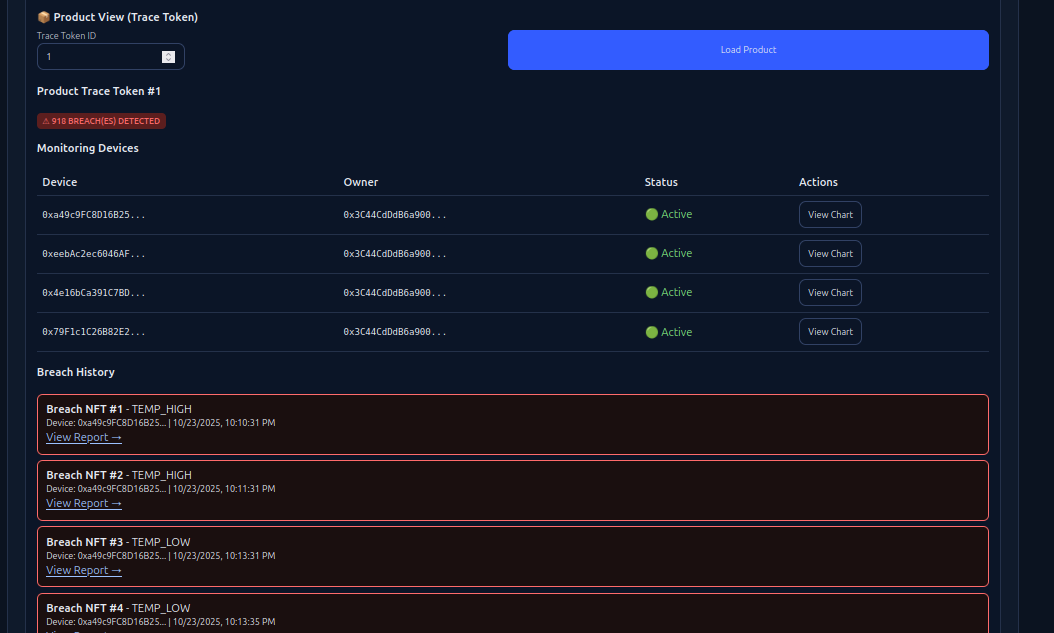 📦 Product View (Trace Token)
Trace Token ID
1
Load Product
Product Trace Token #1
⚠ 918 BREACH(ES) DETECTED
Monitoring Devices
Device Owner Status Actions
0xa49c9FC8D16B25... 0x3C44CdDdB6a900... 🟢 Active View Chart
0xeebAc2ec6046AF... 0x3C44CdDdB6a900... 🟢 Active View Chart
0x4e16bCa391C7BD... 0x3C44CdDdB6a900... 🟢 Active View Chart
0x79F1c1C26B82E2... 0x3C44CdDdB6a900... 🟢 Active View Chart
Breach History
Breach NFT #1 - TEMP_HIGH
Device: 0xa49c9FC8D16B25... | 10/23/2025, 10:10:31 PM
View Report →
Breach NFT #2 - TEMP_HIGH
Device: 0xa49c9FC8D16B25... | 10/23/2025, 10:11:31 PM
View Report →
Breach NFT #3 - TEMP_LOW
Device: 0xa49c9FC8D16B25... | 10/23/2025, 10:13:31 PM
View Report →
Breach NFT #4 - TEMP_LOW
Device: 0xa49c9FC8D16B25... | 10/23/2025, 10:13:35 PM